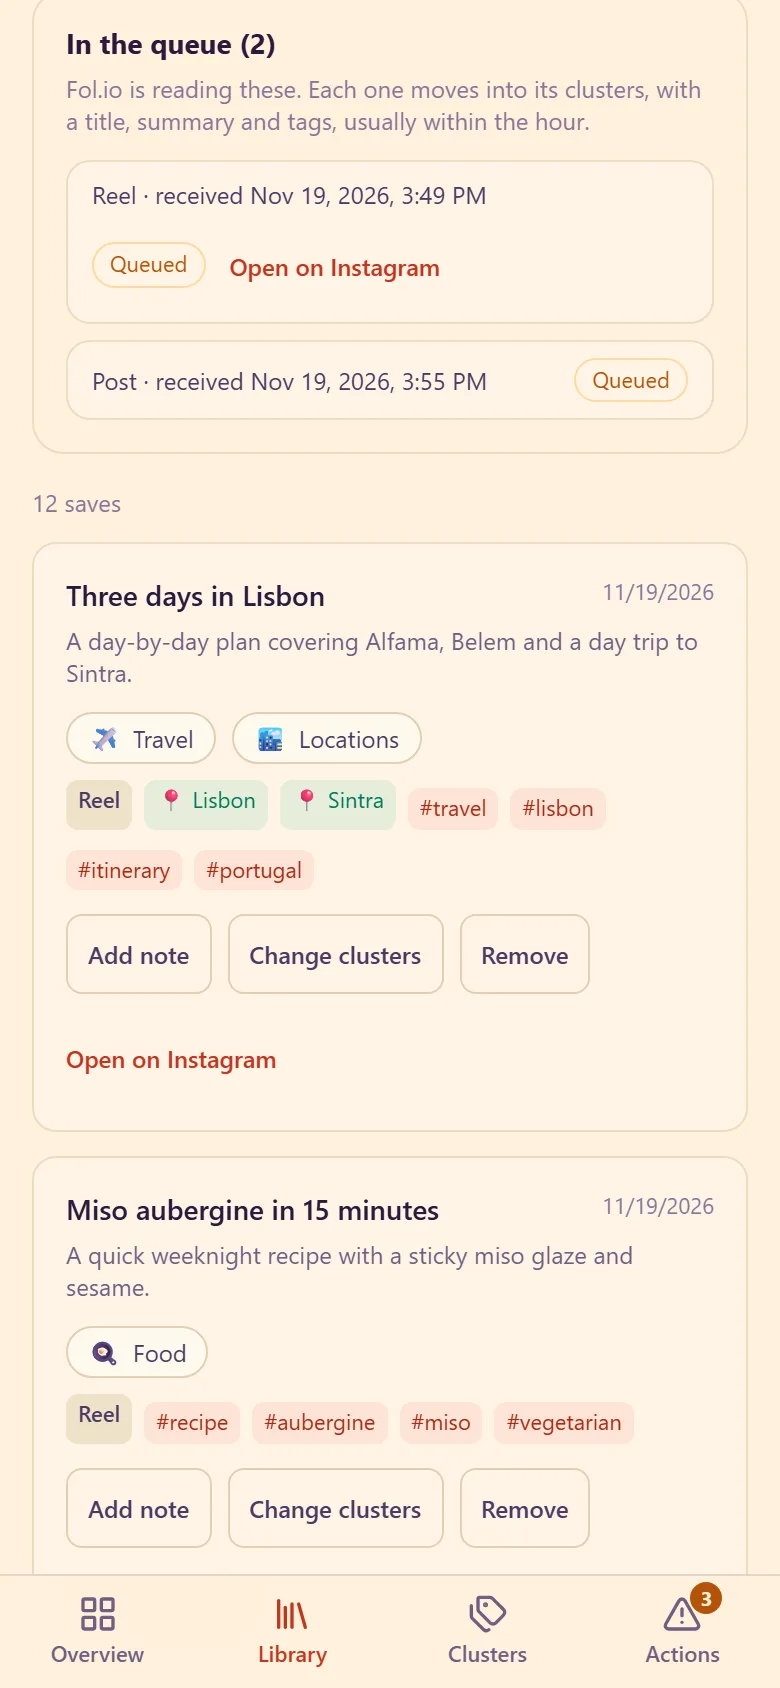 In the queue (2)
Fol.io is reading these. Each one moves into its clusters, with
a title, summary and tags, usually within the hour.
Reel · received Nov 19, 2026, 3:49 PM
Queued
Open on Instagram
Post · received Nov 19, 2026, 3:55 PM
Queued
12 saves
Three days in Lisbon
11/19/2026
A day-by-day plan covering Alfama, Belem and a day trip to
Sintra.
Travel
Locations
Reel
Lisbon
Sintra
#travel
#lisbon
#itinerary
#portugal
Add note
Change clusters
Remove
Open on Instagram
Miso aubergine in 15 minutes
11/19/2026
A quick weeknight recipe with a sticky miso glaze and
sesame.
Food
Reel
#recipe
#aubergine
#miso
#vegetarian
Add note
Change clusters
Remove
3
Overview
Library
Clusters
Actions